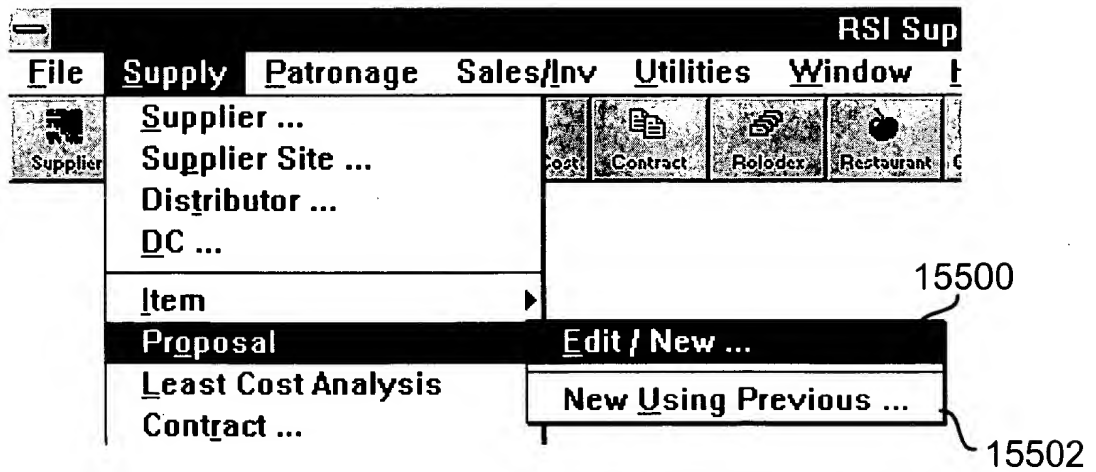 RSI Sup
File Supply Patronage Sales/Inv Utilities Window
Supplier Cost Contract Rolodex Restaurant
Supplier ...
Supplier Site ...
Distributor ...
DC ...
Item
Proposal
Least Cost Analysis
Contract ...
15500
Edit / New ...
New Using Previous ...
15502